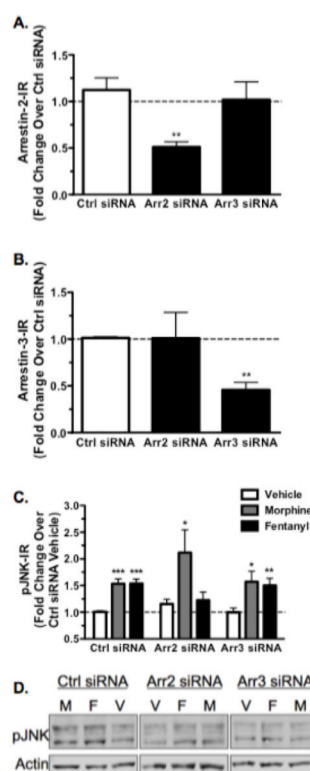 A.
Arrestin-2-IR
(Fold Change Over Ctrl siRNA)
1.5
1.0
0.5
0.0
**
Ctrl siRNA Arr2 siRNA Arr3 siRNA
B.
Arrestin-3-IR
(Fold Change Over Ctrl siRNA)
1.5
1.0
0.5
0.0
**
Ctrl siRNA Arr2 siRNA Arr3 siRNA
C.
Vehicle
Morphine
Fentanyl
pJNK-IR
(Fold Change Over
Ctrl siRNA Vehicle)
3.0
2.5
2.0
1.5
1.0
0.5
*** *** * * **
Ctrl siRNA Arr2 siRNA Arr3 siRNA
D.
Ctrl siRNA Arr2 siRNA Arr3 siRNA
M F V V F M V F M
pJNK
Actin